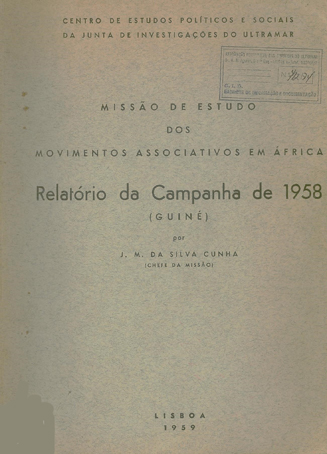 CENTRO DE ESTUDOS POLÍTICOS E SOCIAIS
DA JUNTA DE INVESTIGAÇÕES DO ULTRAMAR
MISSÃO DE ESTUDO
DOS
MOVIMENTOS ASSOCIATIVOS EM ÁFRICA
Relatório da Campanha de 1958
(GUINÉ)
por
J. M. DA SILVA CUNHA
(CHEFE DA MISSÃO)
LISBOA
1959